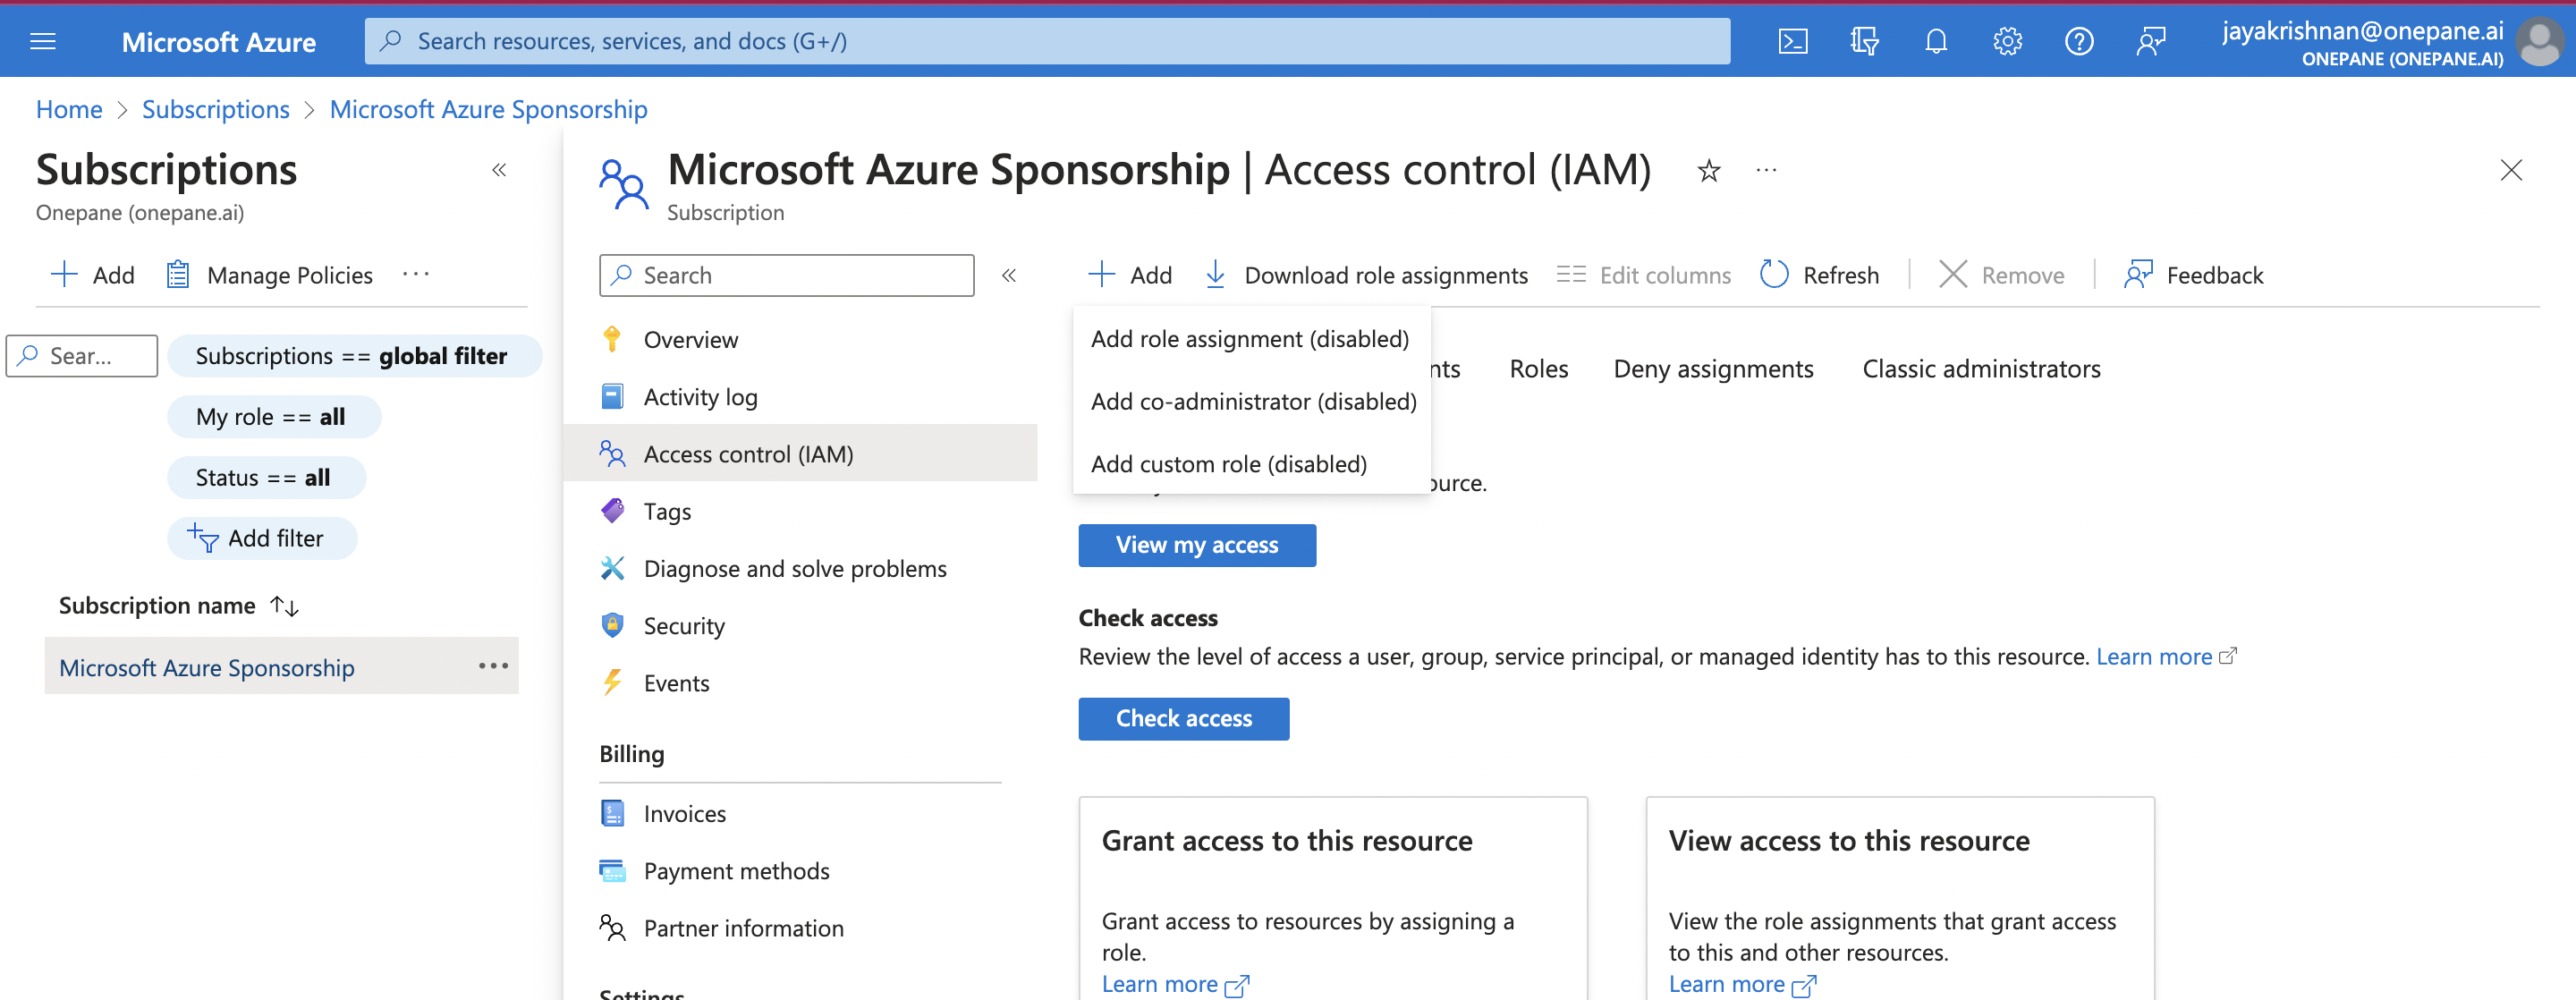 Microsoft Azure
Search resources, services, and docs (G+/)
jayakrishnan@onepane.ai
ONEPANE (ONEPANE.AI)
Home > Subscriptions > Microsoft Azure Sponsorship
Subscriptions
Onepane (onepane.ai)
Add Manage Policies ...
Sear...
Subscriptions == global filter
My role == all
Status == all
Add filter
Subscription name
Microsoft Azure Sponsorship
Microsoft Azure Sponsorship | Access control (IAM)
Subscription
Search
Overview
Activity log
Access control (IAM)
Tags
Diagnose and solve problems
Security
Events
Billing
Invoices
Payment methods
Partner information
Settings
Add Download role assignments Edit columns Refresh Remove Feedback
Add role assignment (disabled)
Add co-administrator (disabled)
Add custom role (disabled)
Roles Deny assignments Classic administrators
View my access
Check access
Review the level of access a user, group, service principal, or managed identity has to this resource. Learn more
Check access
Grant access to this resource
Grant access to resources by assigning a
role.
Learn more
View access to this resource
View the role assignments that grant access
to this and other resources.
Learn more